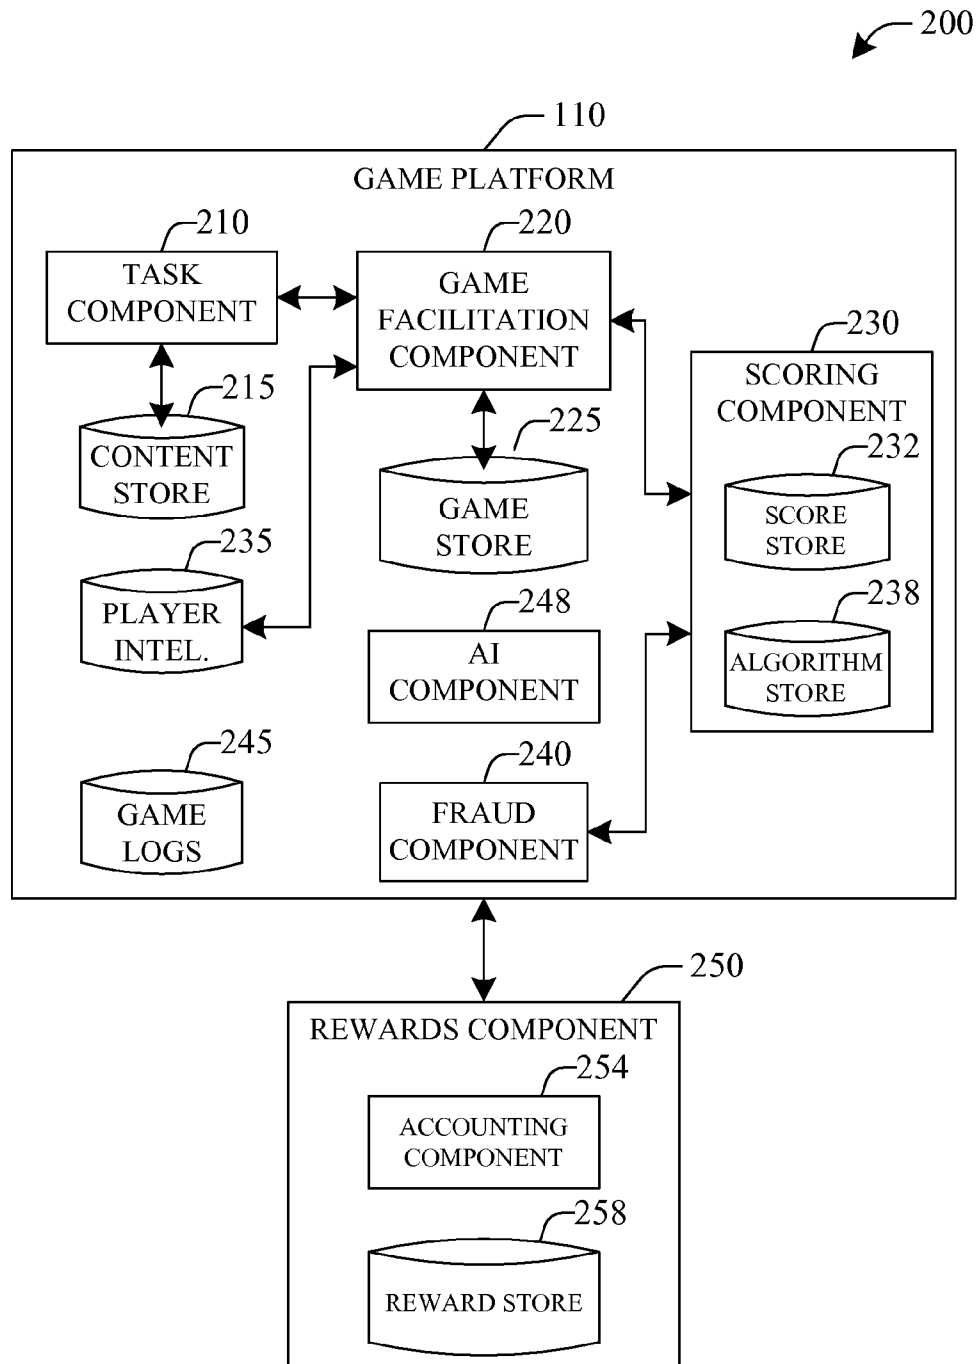 200
110
GAME PLATFORM
210
TASK
COMPONENT
220
GAME
FACILITATION
COMPONENT
230
SCORING
COMPONENT
215
CONTENT
STORE
225
GAME
STORE
232
SCORE
STORE
235
PLAYER
INTEL.
248
AI
COMPONENT
238
ALGORITHM
STORE
245
GAME
LOGS
240
FRAUD
COMPONENT
250
REWARDS COMPONENT
254
ACCOUNTING
COMPONENT
258
REWARD STORE